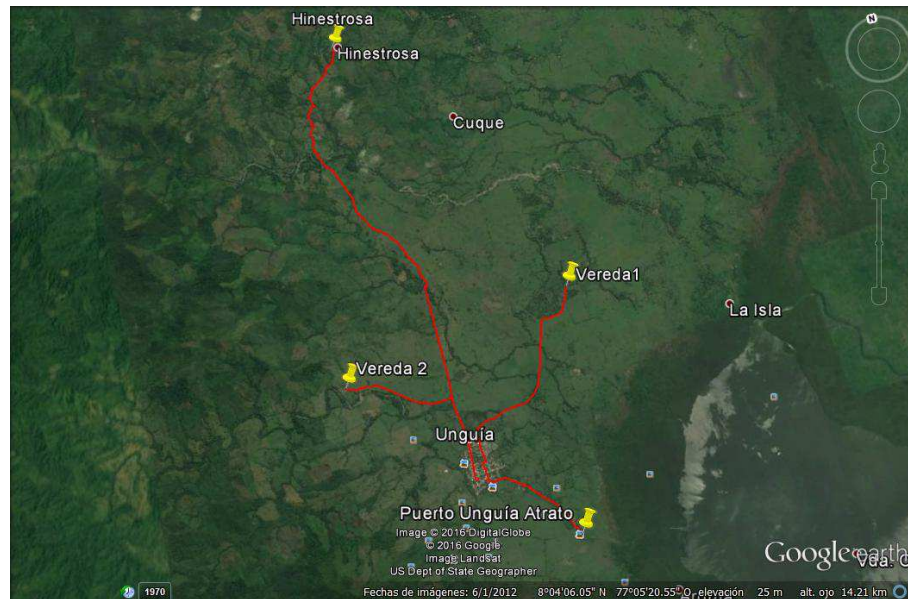 Hinestrosa
N
Hinestrosa
Cuque
Vereda1
La Isla
Vereda 2
Unguía
Puerto Unguía Atrato
Image © 2016 DigitalGlobe
© 2016 Google
Image Landsat
US Dept of State Geographer
Google earth
Vda. C
1970
Fechas de imágenes: 6/1/2012 8°04'06.05" N 77°05'20.55" O elevación 25 m alt. ojo 14.21 km